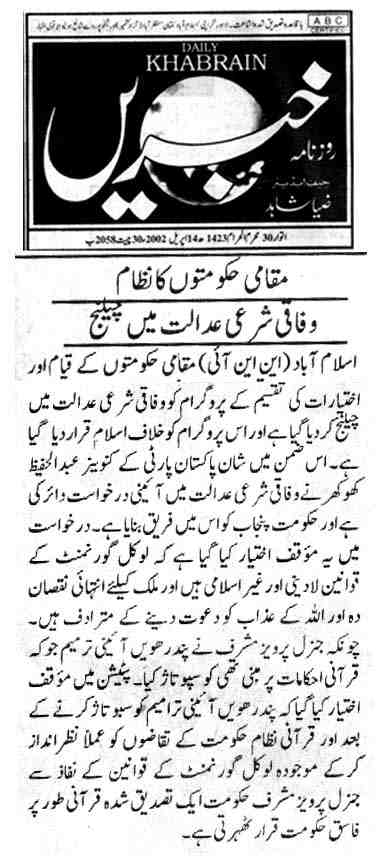 ABC
CERTIFIED
DAILY
KHABRAIN
خبریں
روزنامہ
چیف ایڈیٹر
ضیا شاہد
اتوار 30 محرم الحرام 1423ھ 14 اپریل 2002، 30 چیت 2058 ب
مقامی حکومتوں کا نظام
وفاقی شرعی عدالت میں چیلنج
اسلام آباد (این این آئی) مقامی حکومتوں کے قیام اور
اختیارات کی تقسیم کے پروگرام کو وفاقی شرعی عدالت میں
چیلنج کر دیا گیا ہے اور اس پروگرام کو خلاف اسلام قرار دیا گیا
ہے۔ اس ضمن میں شان پاکستان پارٹی کے کنوینر عبدالحفیظ
کھوکھر نے وفاقی شرعی عدالت میں آئینی درخواست دائر کی
ہے اور حکومت پنجاب کو اس میں فریق بنایا ہے۔ درخواست
میں یہ مؤقف اختیار کیا گیا ہے کہ لوکل گورنمنٹ کے
قوانین لادینی اور غیر اسلامی ہیں اور ملک کیلئے انتہائی نقصان
دہ اور اللہ کے عذاب کو دعوت دینے کے مترادف ہیں۔
چونکہ جنرل پرویز مشرف نے پندرھویں آئینی ترمیم جو کہ
قرآنی احکامات پر مبنی تھی کو سبوتاژ کیا۔ پٹیشن میں مؤقف
اختیار کیا گیا کہ پندرھویں آئینی ترامیم کو سبوتاژ کرنے کے
بعد اور قرآنی نظام حکومت کے تقاضوں کو عملاً نظر انداز
کر کے موجودہ لوکل گورنمنٹ کے قوانین کے نفاذ سے
جنرل پرویز مشرف حکومت ایک تصدیق شدہ قرآنی طور پر
فاسق حکومت قرار ٹھہرتی ہے۔